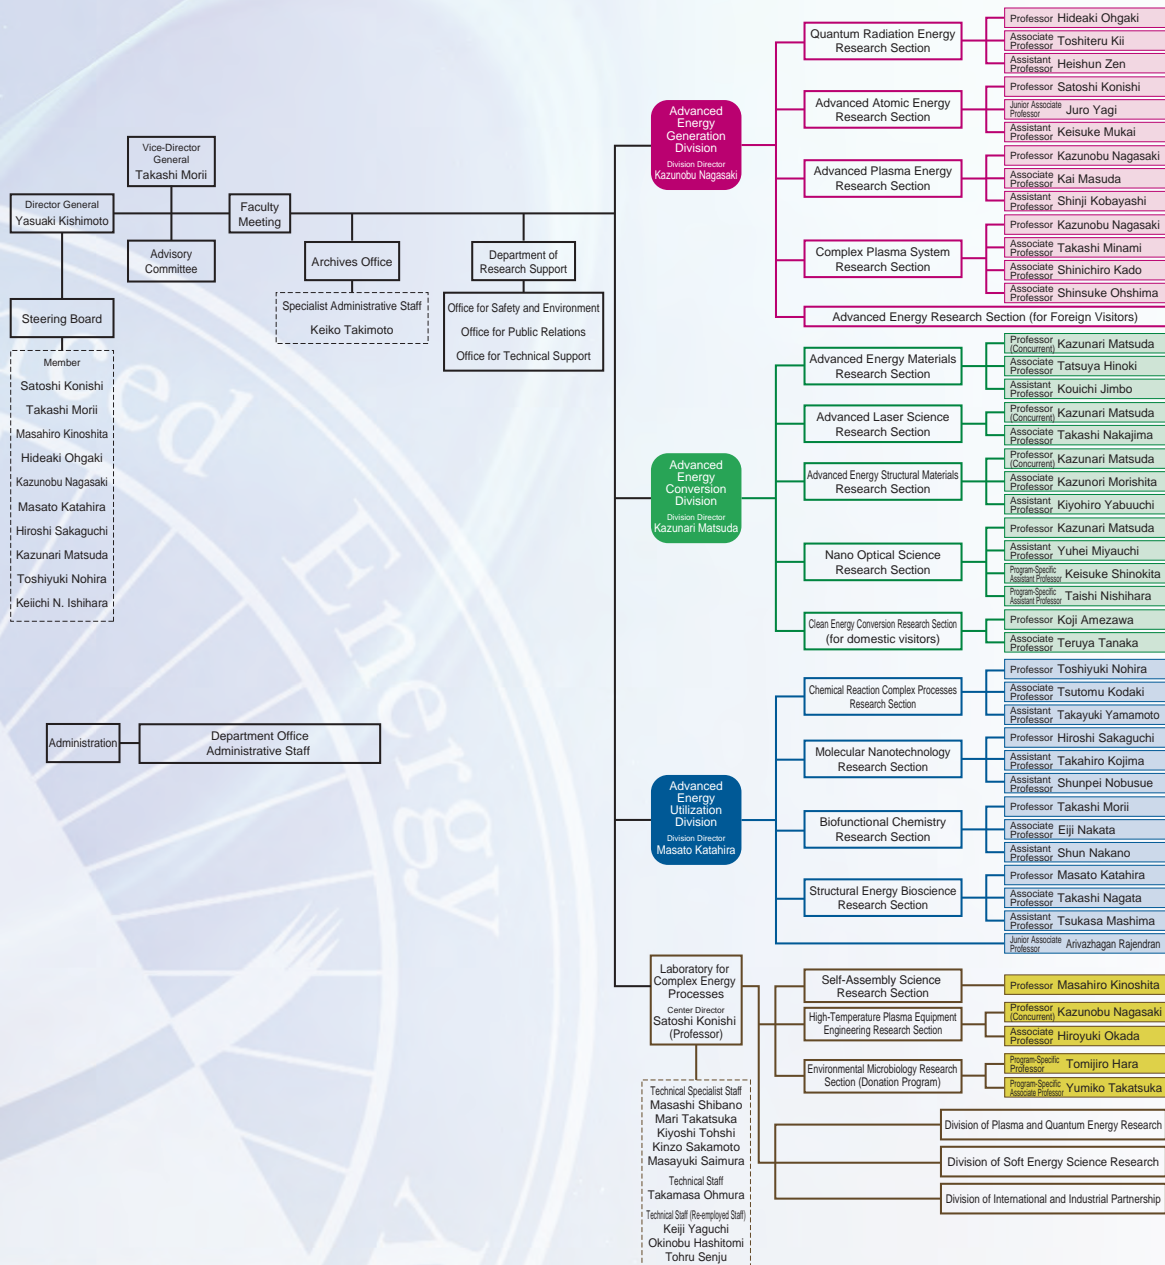 Vice-Director
General
Takashi Morii
Director General
Yasuaki Kishimoto
Faculty
Meeting
Advisory
Committee
Archives Office
Specialist Administrative Staff
Keiko Takimoto
Department of
Research Support
Office for Safety and Environment
Office for Public Relations
Office for Technical Support
Steering Board
Member
Satoshi Konishi
Takashi Morii
Masahiro Kinoshita
Hideaki Ohgaki
Kazunobu Nagasaki
Masato Katahira
Hiroshi Sakaguchi
Kazunari Matsuda
Toshiyuki Nohira
Keiichi N. Ishihara
Administration
Department Office
Administrative Staff
Advanced
Energy
Generation
Division
Division Director
Kazunobu Nagasaki
Quantum Radiation Energy
Research Section
Professor Hideaki Ohgaki
Associate
Professor Toshiteru Kii
Assistant
Professor Heishun Zen
Advanced Atomic Energy
Research Section
Professor Satoshi Konishi
Junior Associate
Professor Juro Yagi
Assistant
Professor Keisuke Mukai
Advanced Plasma Energy
Research Section
Professor Kazunobu Nagasaki
Associate
Professor Kai Masuda
Assistant
Professor Shinji Kobayashi
Complex Plasma System
Research Section
Professor Kazunobu Nagasaki
Associate
Professor Takashi Minami
Associate
Professor Shinichiro Kado
Associate
Professor Shinsuke Ohshima
Advanced Energy Research Section (for Foreign Visitors)
Advanced
Energy
Conversion
Division
Division Director
Kazunari Matsuda
Advanced Energy Materials
Research Section
Professor
(Concurrent) Kazunari Matsuda
Associate
Professor Tatsuya Hinoki
Assistant
Professor Kouichi Jimbo
Advanced Laser Science
Research Section
Professor
(Concurrent) Kazunari Matsuda
Associate
Professor Takashi Nakajima
Advanced Energy Structural Materials
Research Section
Professor
(Concurrent) Kazunari Matsuda
Associate
Professor Kazunori Morishita
Assistant
Professor Kiyohiro Yabuuchi
Nano Optical Science
Research Section
Professor Kazunari Matsuda
Assistant
Professor Yuhei Miyauchi
Program-Specific
Assistant Professor Keisuke Shinokita
Program-Specific
Assistant Professor Taishi Nishihara
Clean Energy Conversion Research Section
(for domestic visitors)
Professor Koji Amezawa
Associate
Professor Teruya Tanaka
Advanced
Energy
Utilization
Division
Division Director
Masato Katahira
Chemical Reaction Complex Processes
Research Section
Professor Toshiyuki Nohira
Associate
Professor Tsutomu Kodaki
Assistant
Professor Takayuki Yamamoto
Molecular Nanotechnology
Research Section
Professor Hiroshi Sakaguchi
Assistant
Professor Takahiro Kojima
Assistant
Professor Shunpei Nobusue
Biofunctional Chemistry
Research Section
Professor Takashi Morii
Associate
Professor Eiji Nakata
Assistant
Professor Shun Nakano
Structural Energy Bioscience
Research Section
Professor Masato Katahira
Associate
Professor Takashi Nagata
Assistant
Professor Tsukasa Mashima
Junior Associate
Professor Arivazhagan Rajendran
Laboratory for
Complex Energy
Processes
Center Director
Satoshi Konishi
(Professor)
Self-Assembly Science
Research Section
Professor Masahiro Kinoshita
High-Temperature Plasma Equipment
Engineering Research Section
Professor
(Concurrent) Kazunobu Nagasaki
Associate
Professor Hiroyuki Okada
Environmental Microbiology Research
Section (Donation Program)
Program-Specific
Professor Tomijiro Hara
Program-Specific
Associate Professor Yumiko Takatsuka
Technical Specialist Staff
Masashi Shibano
Mari Takatsuka
Kiyoshi Tohshi
Kinzo Sakamoto
Masayuki Saimura
Technical Staff
Takamasa Ohmura
Technical Staff (Re-employed Staff)
Keiji Yaguchi
Okinobu Hashitomi
Tohru Senju
Division of Plasma and Quantum Energy Research
Division of Soft Energy Science Research
Division of International and Industrial Partnership
Energy